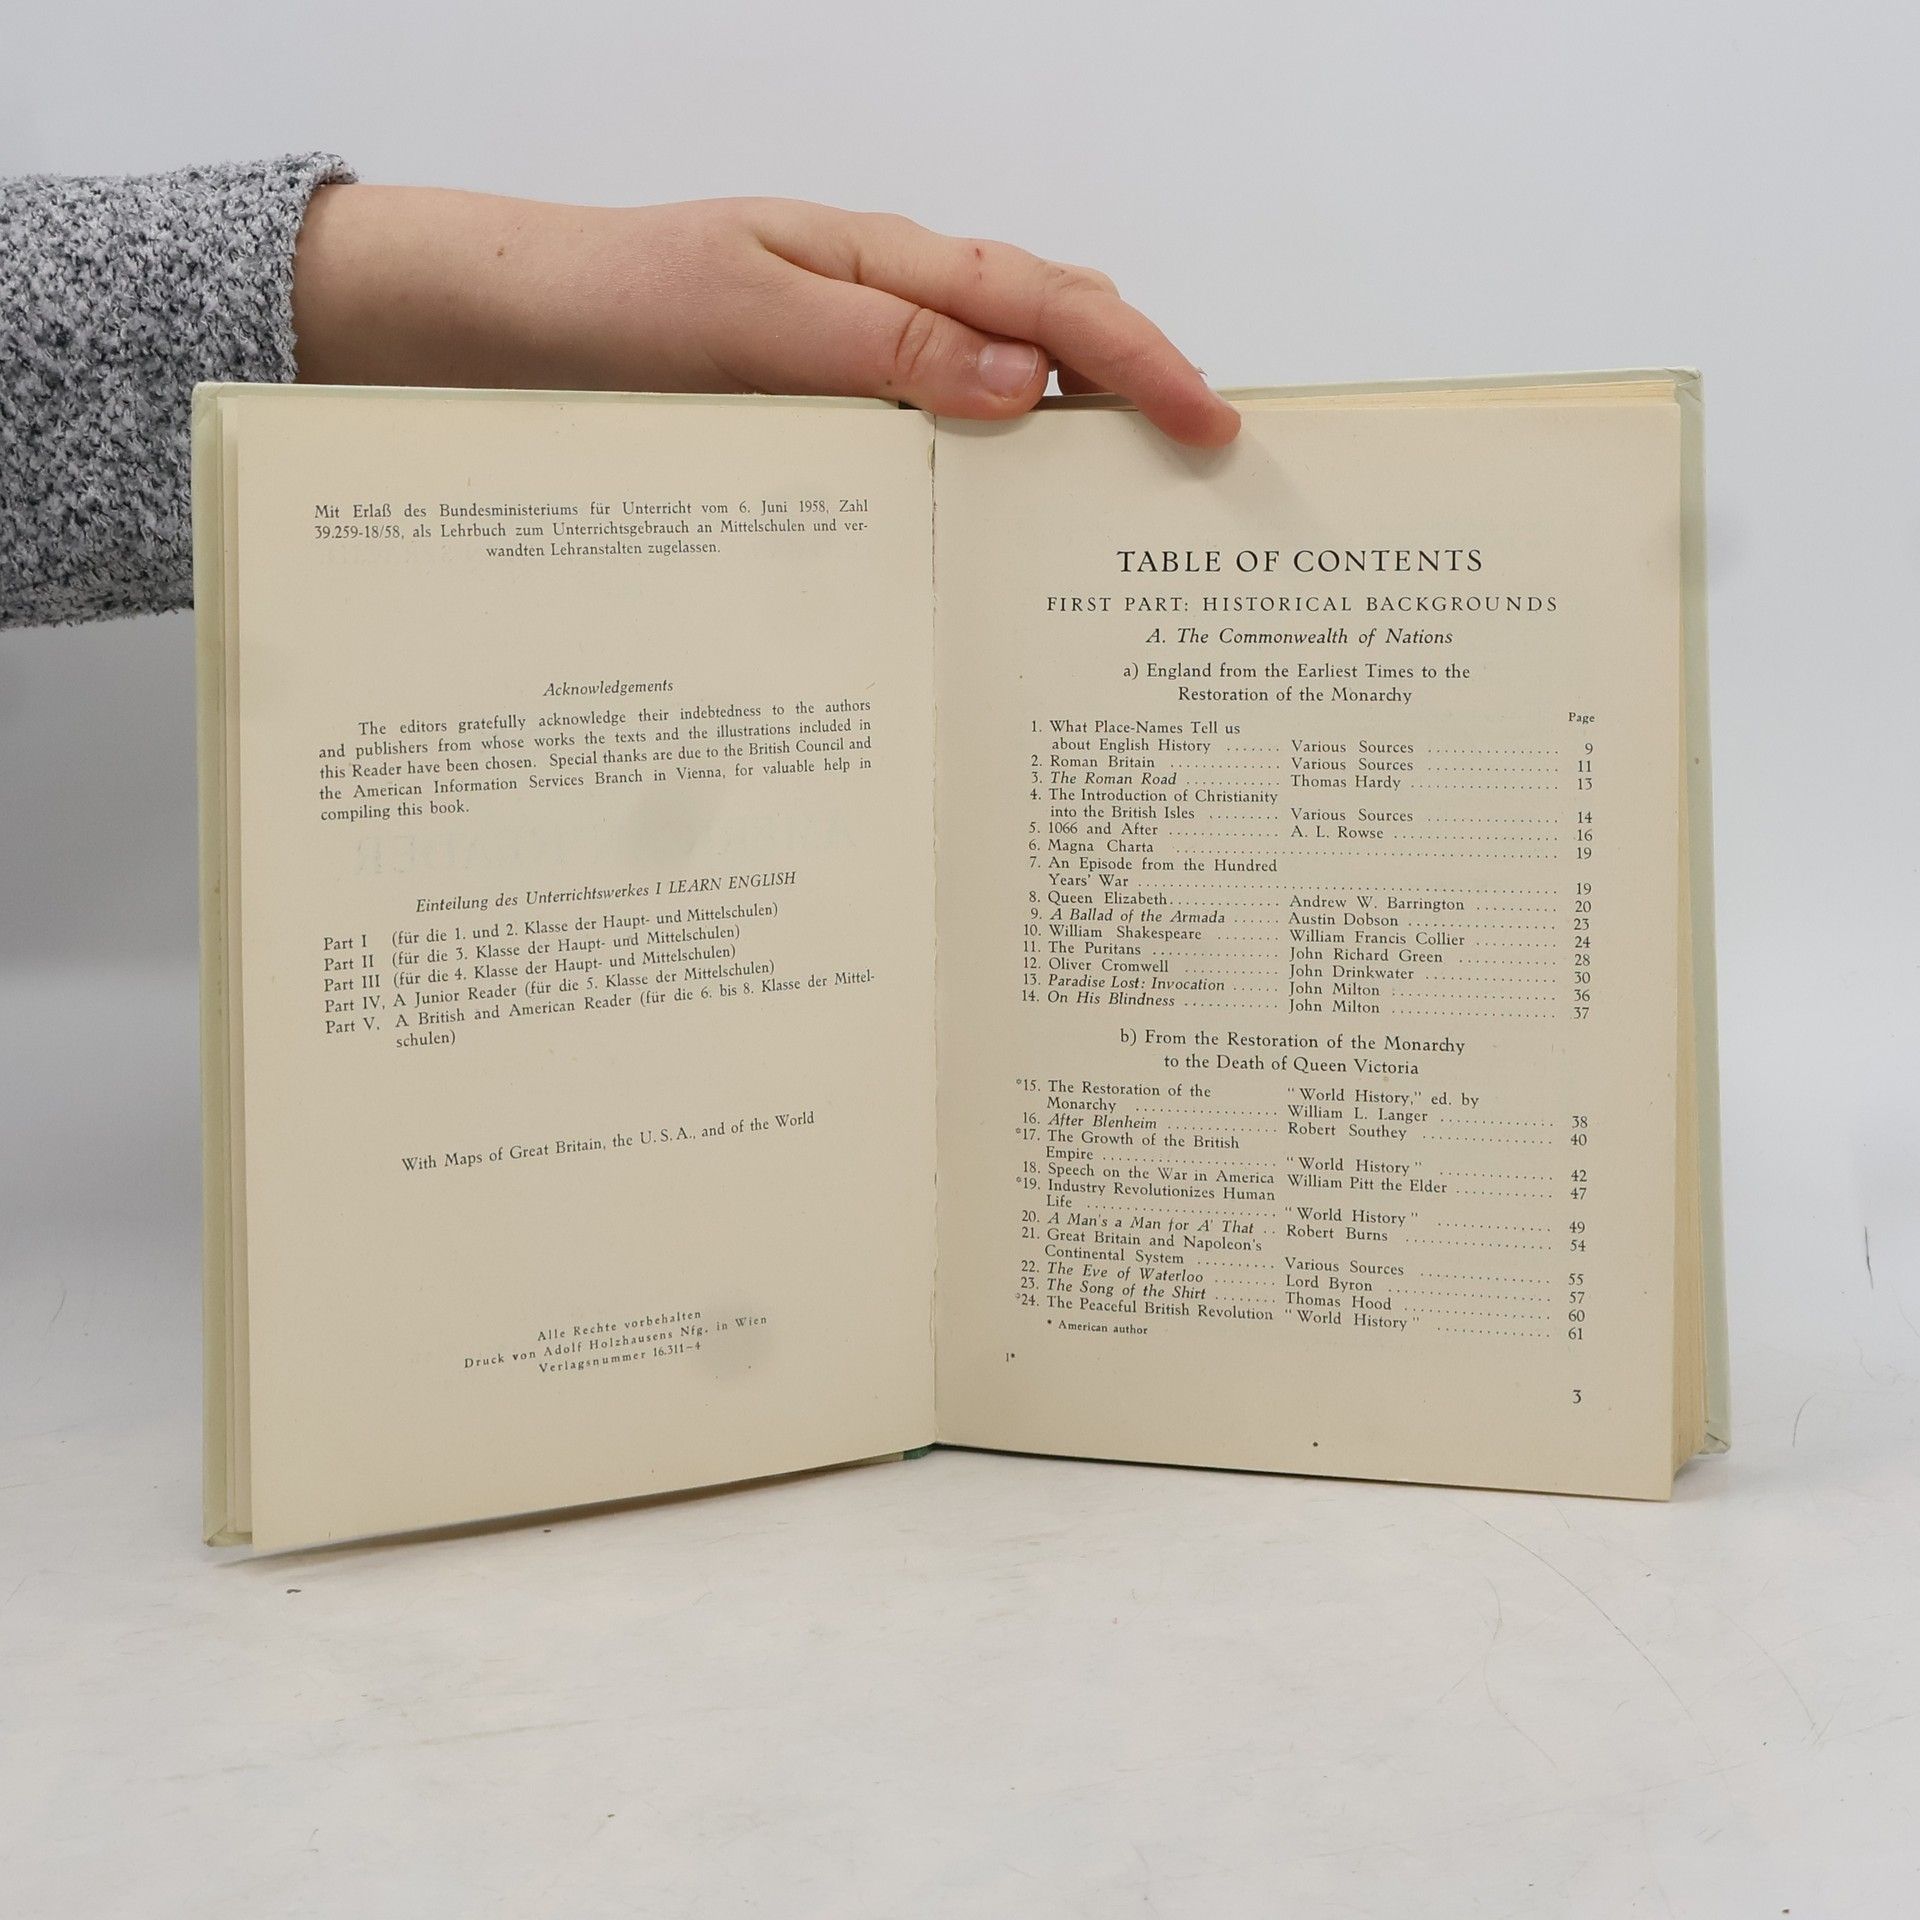 Mit Erlaß des Bundesministeriums für Unterricht vom 6. Juni 1958, Zahl
39.259-18/58, als Lehrbuch zum Unterrichtsgebrauch an Mittelschulen und ver-
wandten Lehranstalten zugelassen.
Acknowledgements
The editors gratefully acknowledge their indebtedness to the authors
and publishers from whose works the texts and the illustrations included in
this Reader have been chosen. Special thanks are due to the British Council and
the American Information Services Branch in Vienna, for valuable help in
compiling this book.
Einteilung des Unterrichtswerkes I LEARN ENGLISH
Part I (für die 1. und 2. Klasse der Haupt- und Mittelschulen)
Part II (für die 3. Klasse der Haupt- und Mittelschulen)
Part III (für die 4. Klasse der Haupt- und Mittelschulen)
Part IV, A Junior Reader (für die 5. Klasse der Mittelschulen)
Part V, A British and American Reader (für die 6. bis 8. Klasse der Mittel-
schulen)
With Maps of Great Britain, the U.S.A., and of the World
Alle Rechte vorbehalten
Druck von Adolf Holzhausens Nfg. in Wien
Verlagsnummer 16.311–4
TABLE OF CONTENTS
FIRST PART: HISTORICAL BACKGROUNDS
A. The Commonwealth of Nations
a) England from the Earliest Times to the
Restoration of the Monarchy
Page
1. What Place-Names Tell us
about English History ....... Various Sources ................ 9
2. Roman Britain ............. Various Sources ................ 11
3. The Roman Road ............ Thomas Hardy .................. 13
4. The Introduction of Christianity
into the British Isles ......... Various Sources ................ 14
5. 1066 and After ............. A. L. Rowse .................... 16
6. Magna Charta .............................................. 19
7. An Episode from the Hundred
Years' War .................................................. 19
8. Queen Elizabeth.............. Andrew W. Barrington .......... 20
9. A Ballad of the Armada ...... Austin Dobson .................. 23
10. William Shakespeare ........ William Francis Collier .......... 24
11. The Puritans ................ John Richard Green ............ 28
12. Oliver Cromwell ............ John Drinkwater ................ 30
13. Paradise Lost: Invocation ...... John Milton .................... 36
14. On His Blindness ............ John Milton .................... 37
b) From the Restoration of the Monarchy
to the Death of Queen Victoria
*15. The Restoration of the "World History," ed. by
Monarchy .................. William L. Langer .............. 38
16. After Blenheim .............. Robert Southey ................ 40
*17. The Growth of the British
Empire ...................... "World History" .............. 42
18. Speech on the War in America William Pitt the Elder ............ 47
*19. Industry Revolutionizes Human
Life ........................ "World History" .............. 49
20. A Man's a Man for A' That .. Robert Burns .................. 54
21. Great Britain and Napoleon's
Continental System .......... Various Sources ................ 55
22. The Eve of Waterloo ........ Lord Byron .................... 57
23. The Song of the Shirt ........ Thomas Hood .................. 60
*24. The Peaceful British Revolution "World History" .............. 61
* American author
1*
3